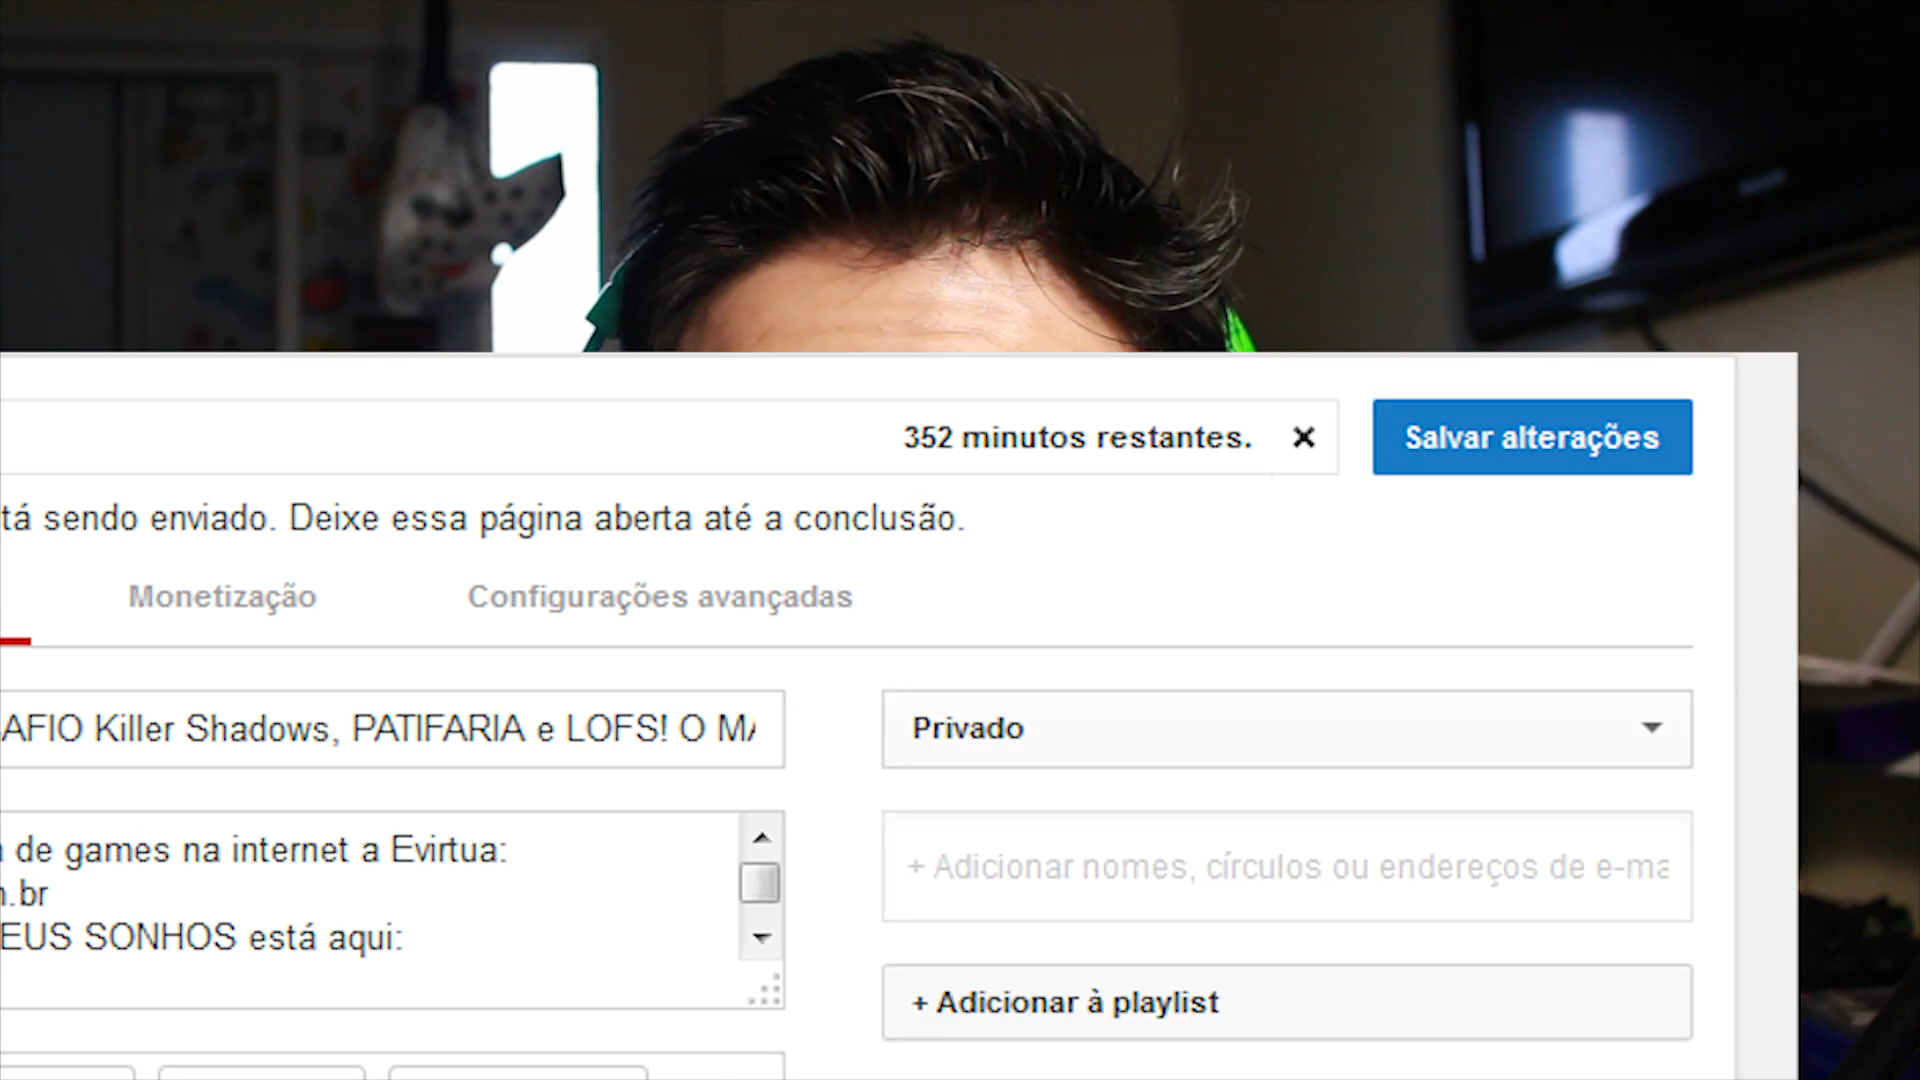 352 minutos restantes.
Salvar alterações
tá sendo enviado. Deixe essa página aberta até a conclusão.
Monetização
Configurações avançadas
AFIO Killer Shadows, PATIFARIA e LOFS! O MA
Privado
de games na internet a Evirtua:
.br
+ Adicionar nomes, círculos ou endereços de e-ma
EUS SONHOS está aqui:
+ Adicionar à playlist